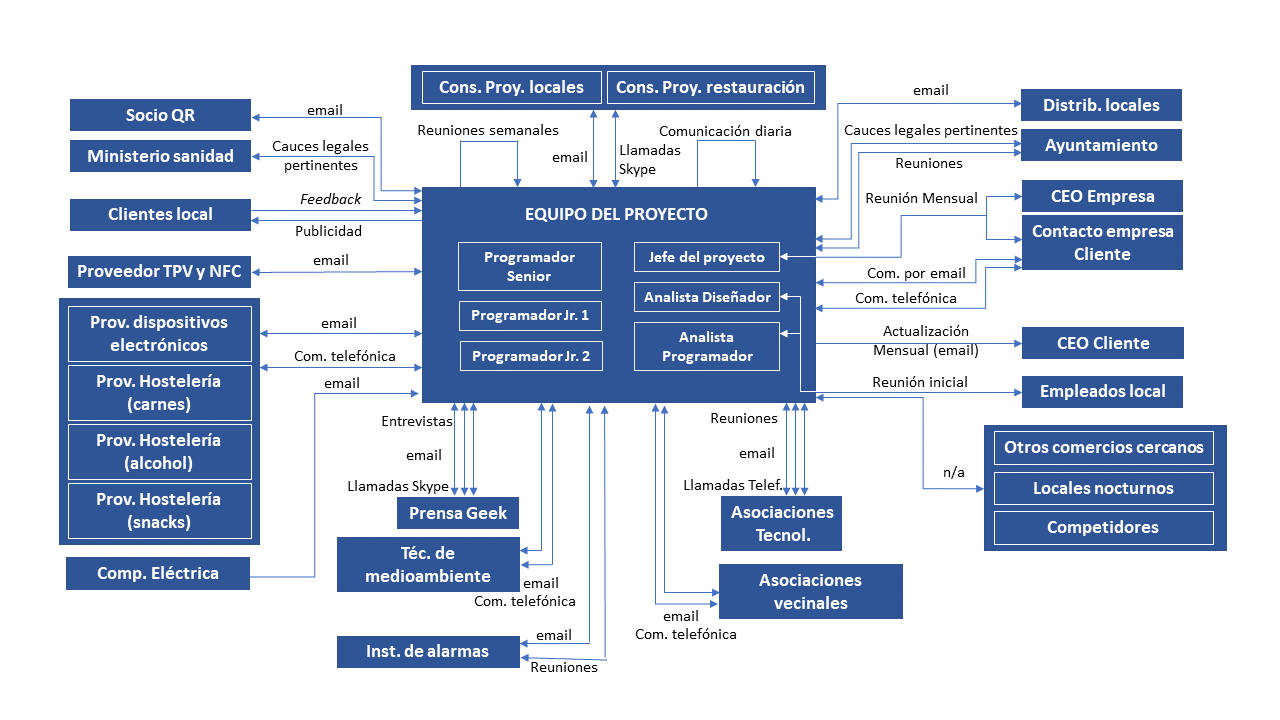 Cons. Proy. locales
Cons. Proy. restauración
Socio QR
email
Reuniones semanales
email
Llamadas
Skype
Comunicación diaria
email
Distrib. locales
Ministerio sanidad
Cauces legales
pertinentes
Cauces legales pertinentes
Ayuntamiento
Reuniones
Clientes local
Feedback
Publicidad
EQUIPO DEL PROYECTO
Reunión Mensual
CEO Empresa
Contacto empresa
Cliente
Proveedor TPV y NFC
email
Programador
Senior
Jefe del proyecto
Com. por email
Com. telefónica
Analista Diseñador
Programador Jr. 1
Analista
Programador
Programador Jr. 2
Prov. dispositivos
electrónicos
email
Com. telefónica
Actualización
Mensual (email)
CEO Cliente
Prov. Hostelería
(carnes)
email
Reunión inicial
Empleados local
Prov. Hostelería
(alcohol)
Prov. Hostelería
(snacks)
Entrevistas
email
Llamadas Skype
Reuniones
email
Llamadas Telef.
n/a
Otros comercios cercanos
Locales nocturnos
Competidores
Prensa Geek
Asociaciones
Tecnol.
Comp. Eléctrica
Téc. de
medioambiente
email
Com. telefónica
Asociaciones
vecinales
email
Com. telefónica
Inst. de alarmas
email
Reuniones